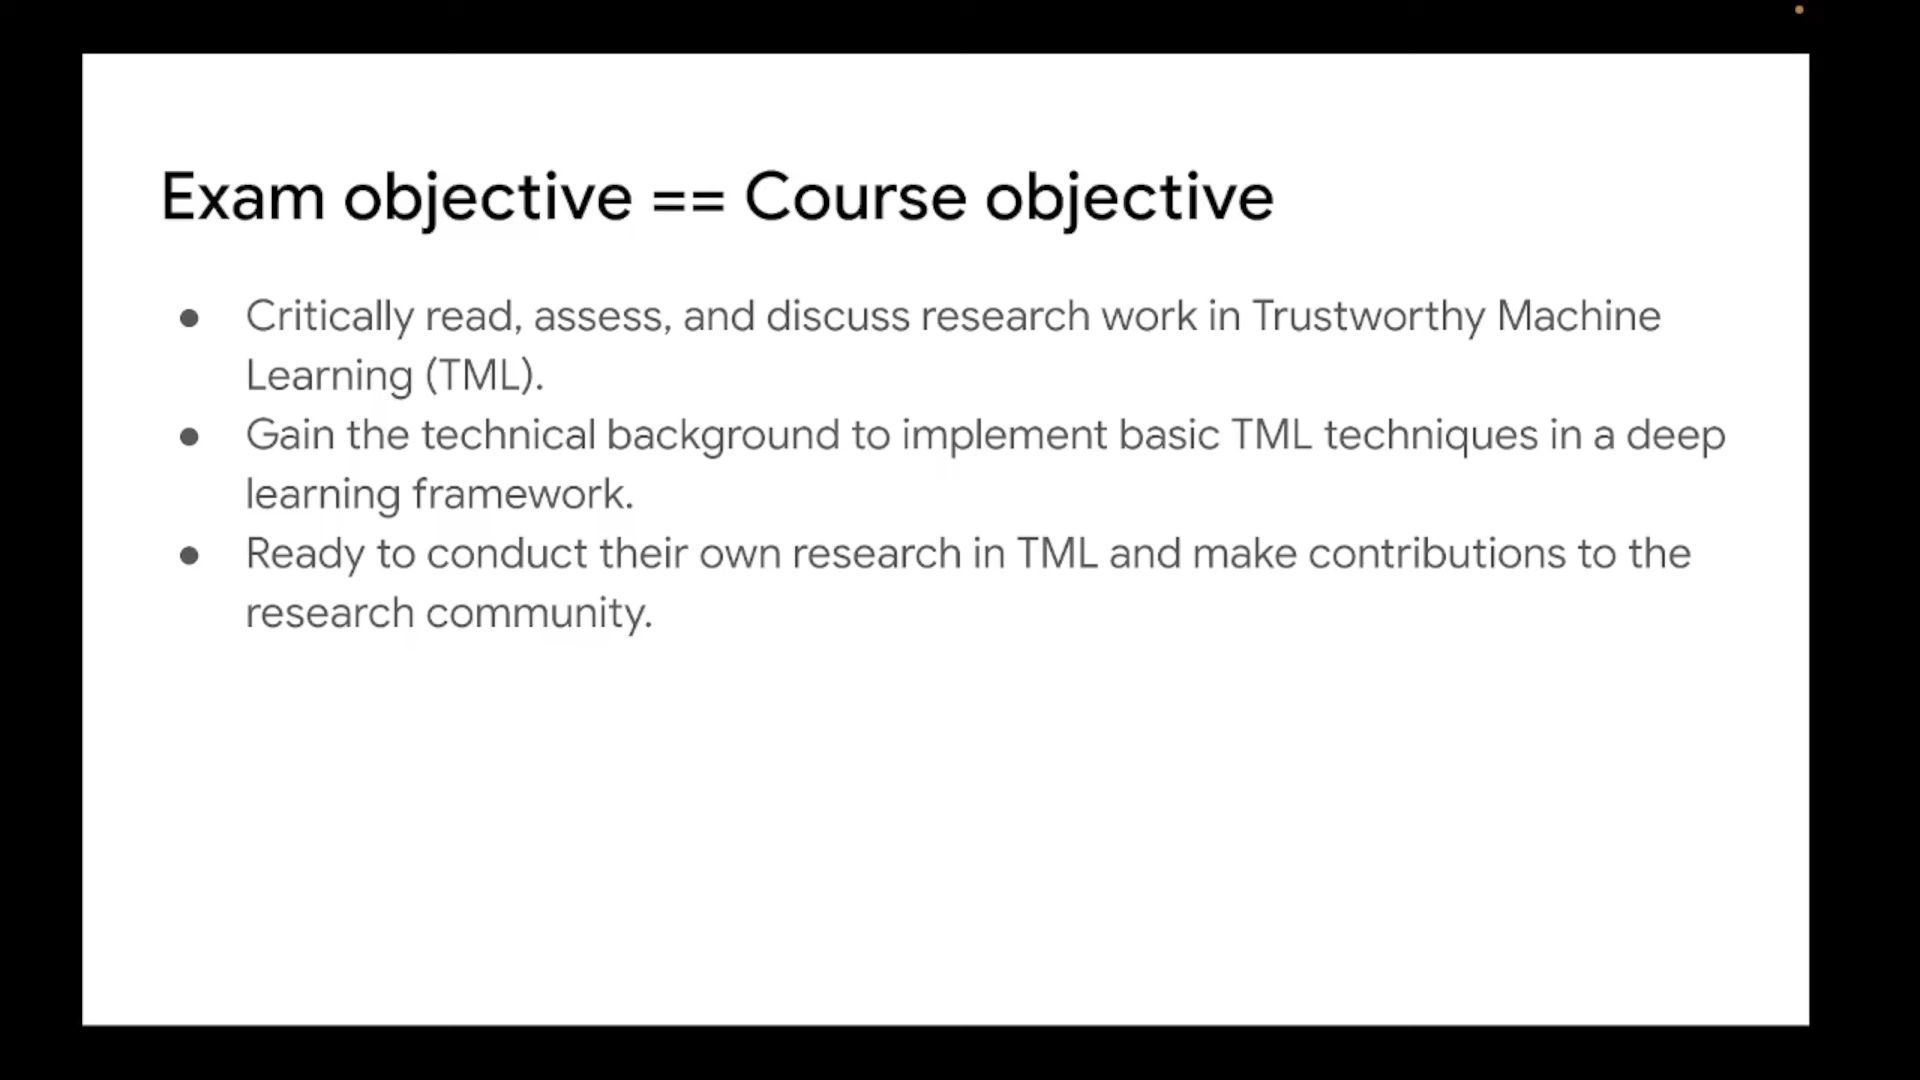 Exam objective == Course objective
● Critically read, assess, and discuss research work in Trustworthy Machine
Learning (TML).
● Gain the technical background to implement basic TML techniques in a deep
learning framework.
● Ready to conduct their own research in TML and make contributions to the
research community.